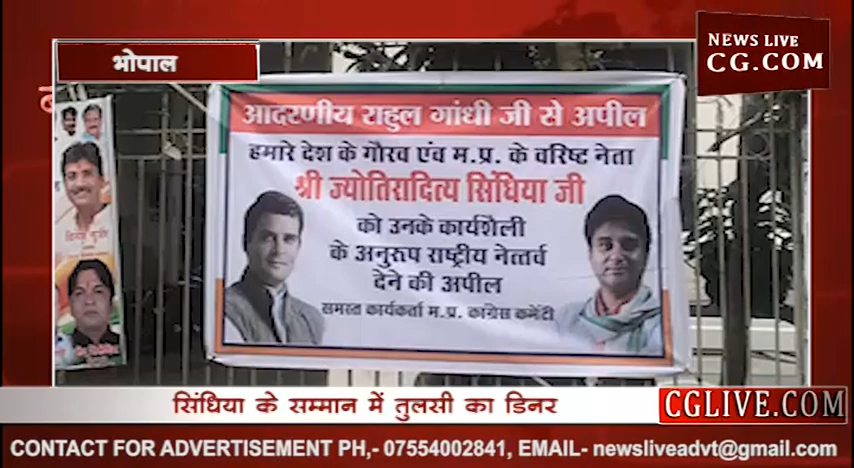 NEWS LIVE
CG.COM
भोपाल
आदरणीय राहुल गांधी जी से अपील
हमारे देश के गौरव एंव म.प्र. के वरिष्ट नेता
श्री ज्योतिरादित्य सिंधिया जी
को उनके कार्यशैली
के अनुरूप राष्ट्रीय नेत्तर्व
देने की अपील
समस्त कार्यकर्ता म.प्र. कांग्रेस कमेटी
सिंधिया के सम्मान में तुलसी का डिनर
CGLIVE.COM
CONTACT FOR ADVERTISEMENT PH,- 07554002841, EMAIL- newsliveadvt@gmail.com